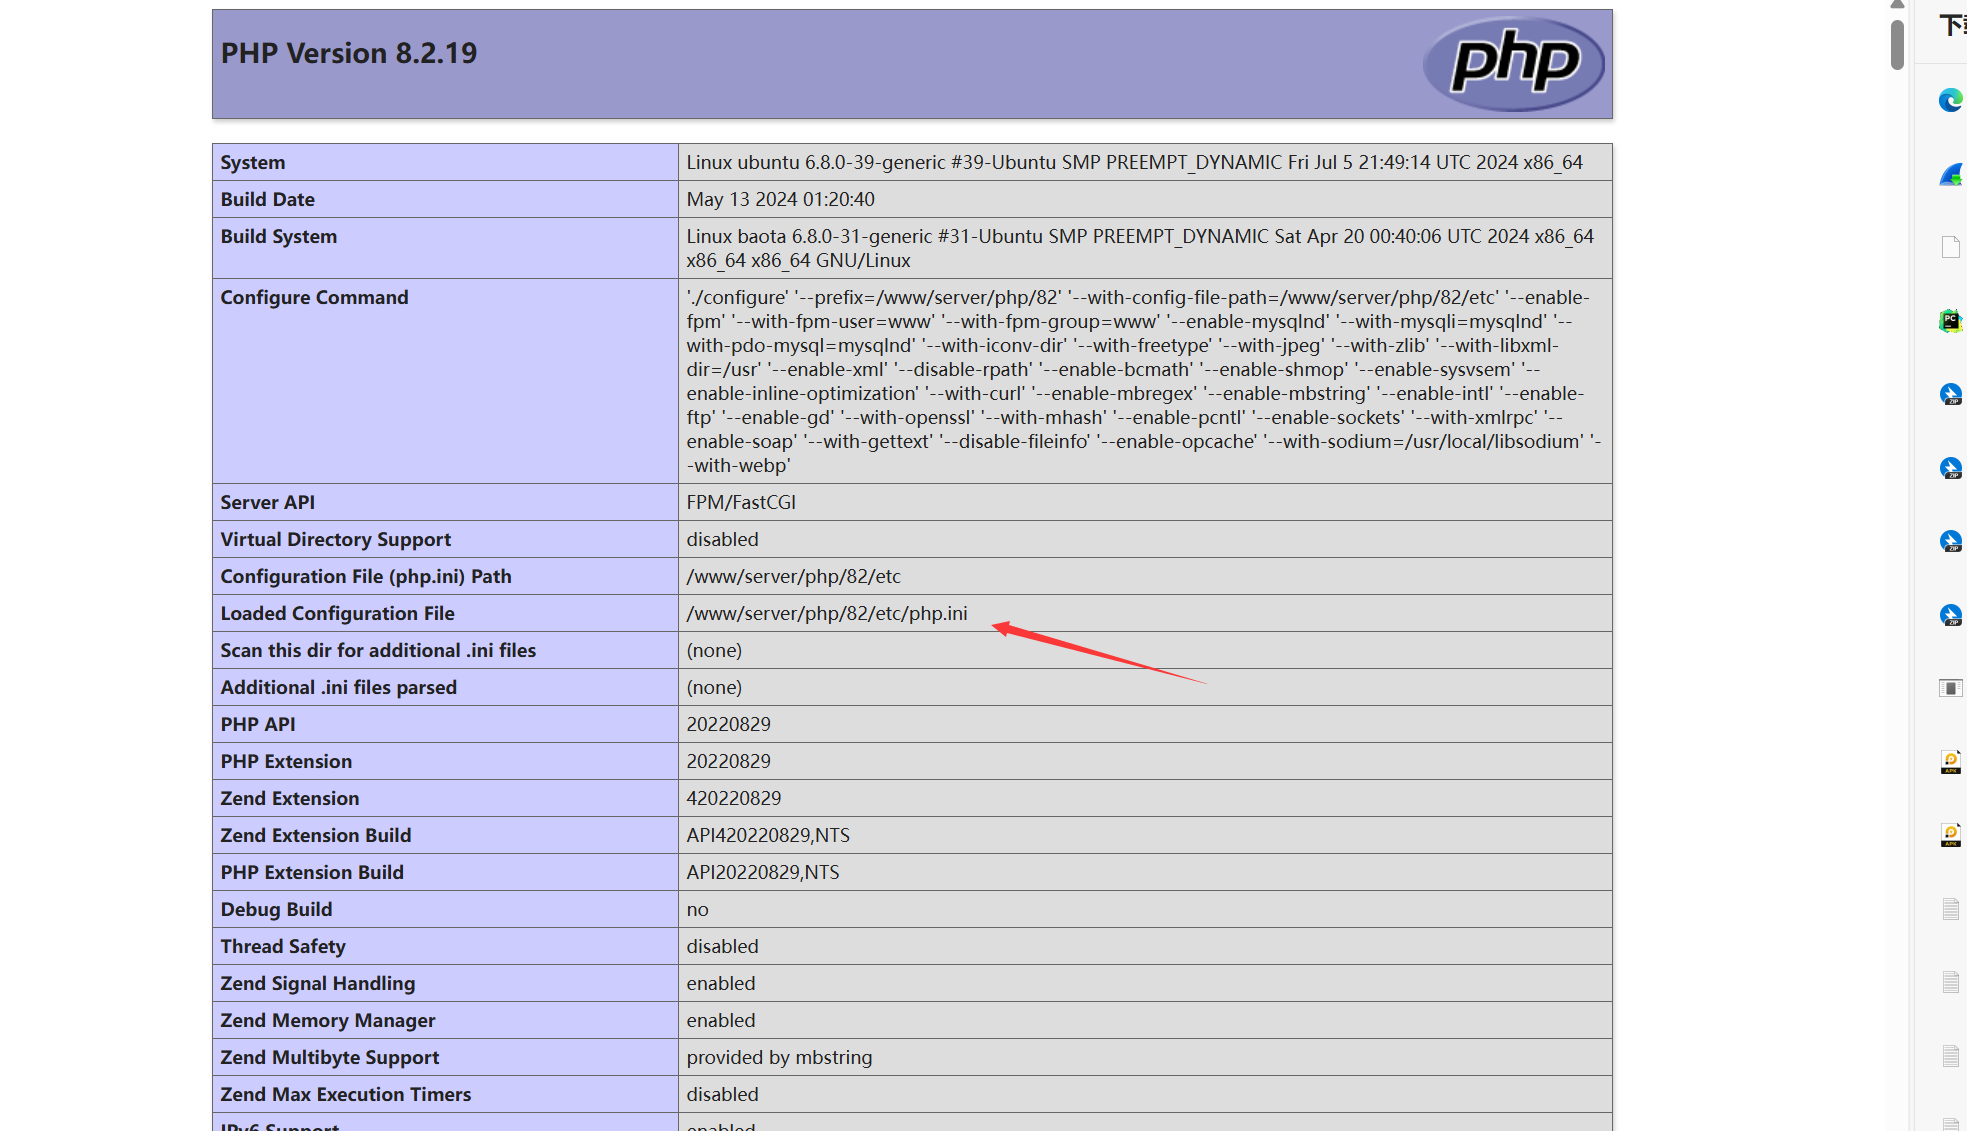 下载
PHP Version 8.2.19
php
System Linux ubuntu 6.8.0-39-generic #39-Ubuntu SMP PREEMPT_DYNAMIC Fri Jul 5 21:49:14 UTC 2024 x86_64
Build Date May 13 2024 01:20:40
Build System Linux baota 6.8.0-31-generic #31-Ubuntu SMP PREEMPT_DYNAMIC Sat Apr 20 00:40:06 UTC 2024 x86_64
x86_64 x86_64 GNU/Linux
Configure Command './configure' '--prefix=/www/server/php/82' '--with-config-file-path=/www/server/php/82/etc' '--enable-
fpm' '--with-fpm-user=www' '--with-fpm-group=www' '--enable-mysqlnd' '--with-mysqli=mysqlnd' '--
with-pdo-mysql=mysqlnd' '--with-iconv-dir' '--with-freetype' '--with-jpeg' '--with-zlib' '--with-libxml-
dir=/usr' '--enable-xml' '--disable-rpath' '--enable-bcmath' '--enable-shmop' '--enable-sysvsem' '--
enable-inline-optimization' '--with-curl' '--enable-mbregex' '--enable-mbstring' '--enable-intl' '--enable-
ftp' '--enable-gd' '--with-openssl' '--with-mhash' '--enable-pcntl' '--enable-sockets' '--with-xmlrpc' '--
enable-soap' '--with-gettext' '--disable-fileinfo' '--enable-opcache' '--with-sodium=/usr/local/libsodium' '-
-with-webp'
Server API FPM/FastCGI
Virtual Directory Support disabled
Configuration File (php.ini) Path /www/server/php/82/etc
Loaded Configuration File /www/server/php/82/etc/php.ini
Scan this dir for additional .ini files (none)
Additional .ini files parsed (none)
PHP API 20220829
PHP Extension 20220829
Zend Extension 420220829
Zend Extension Build API420220829,NTS
PHP Extension Build API20220829,NTS
Debug Build no
Thread Safety disabled
Zend Signal Handling enabled
Zend Memory Manager enabled
Zend Multibyte Support provided by mbstring
Zend Max Execution Timers disabled
IPv6 Support enabled
PC
ZIP
ZIP
ZIP
ZIP
APK
APK